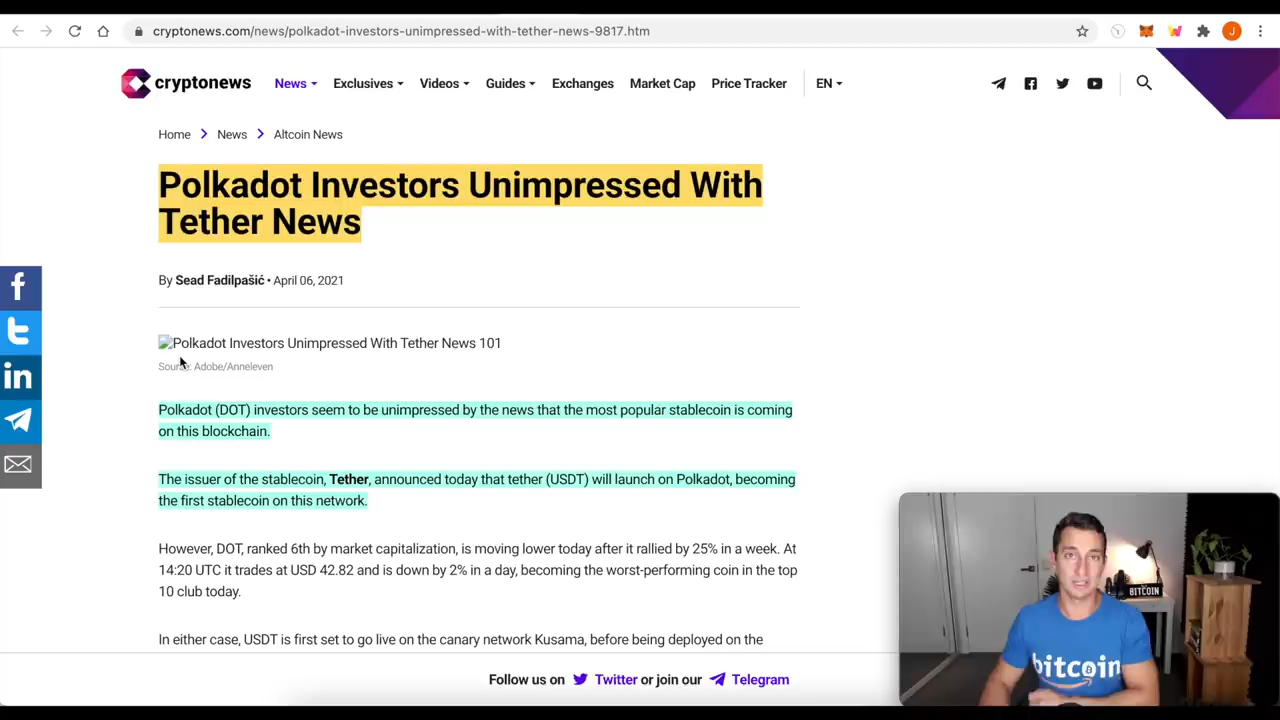 cryptonews.com/news/polkadot-investors-unimpressed-with-tether-news-9817.htm
J
cryptonews
News Exclusives Videos Guides Exchanges Market Cap Price Tracker EN
Home News Altcoin News
Polkadot Investors Unimpressed With
Tether News
By Sead Fadilpašić • April 06, 2021
Polkadot Investors Unimpressed With Tether News 101
Source: Adobe/Anneleven
Polkadot (DOT) investors seem to be unimpressed by the news that the most popular stablecoin is coming
on this blockchain.
The issuer of the stablecoin, Tether, announced today that tether (USDT) will launch on Polkadot, becoming
the first stablecoin on this network.
However, DOT, ranked 6th by market capitalization, is moving lower today after it rallied by 25% in a week. At
14:20 UTC it trades at USD 42.82 and is down by 2% in a day, becoming the worst-performing coin in the top
10 club today.
In either case, USDT is first set to go live on the canary network Kusama, before being deployed on the
Follow us on Twitter or join our Telegram
BITCOIN
bitcoin